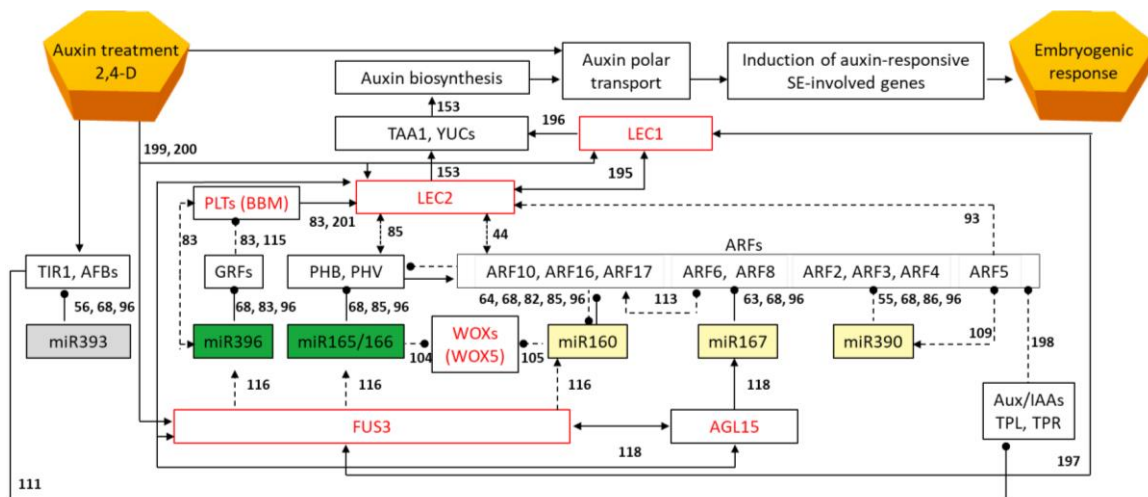 Auxin treatment
2,4-D
Auxin biosynthesis
Auxin polar
transport
Induction of auxin-responsive
SE-involved genes
Embryogenic
response
153
TAA1, YUCs
196
LEC1
199, 200
153
195
LEC2
PLTs (BBM)
83, 201
93
83
83, 115
85
44
ARFs
TIR1, AFBs
GRFs
PHB, PHV
ARF10, ARF16, ARF17
ARF6, ARF8
ARF2, ARF3, ARF4
ARF5
56, 68, 96
68, 83, 96
68, 85, 96
64, 68, 82, 85, 96
113
63, 68, 96
55, 68, 86, 96
miR393
miR396
miR165/166
104
WOXs
(WOX5)
105
miR160
miR167
miR390
109
198
116
116
116
118
Aux/IAAs
TPL, TPR
FUS3
AGL15
118
197
111